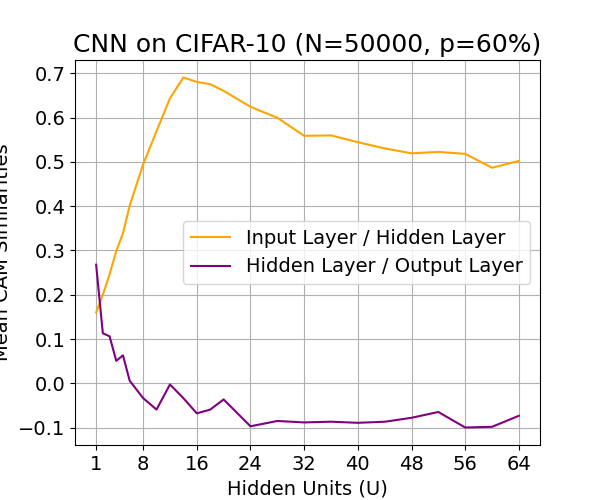 CNN on CIFAR-10 (N=50000, p=60%)
0.7
0.6
0.5
0.4
0.3
0.2
0.1
0.0
−0.1
Mean CAM Similarities
Input Layer / Hidden Layer
Hidden Layer / Output Layer
1 8 16 24 32 40 48 56 64
Hidden Units (U)